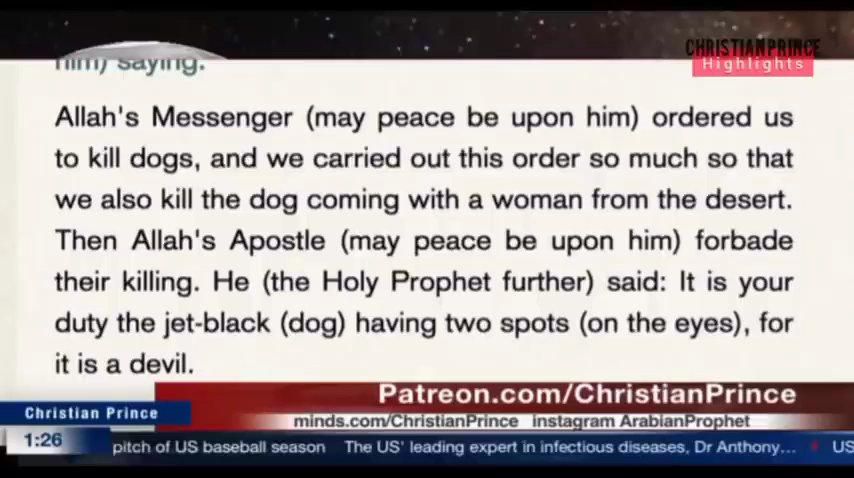 CHRISTIANPRINCE
Highlights
him) saying:
Allah's Messenger (may peace be upon him) ordered us
to kill dogs, and we carried out this order so much so that
we also kill the dog coming with a woman from the desert.
Then Allah's Apostle (may peace be upon him) forbade
their killing. He (the Holy Prophet further) said: It is your
duty the jet-black (dog) having two spots (on the eyes), for
it is a devil.
Patreon.com/ChristianPrince
Christian Prince
minds.com/ChristianPrince instagram ArabianProphet
1:26
pitch of US baseball season The US' leading expert in infectious diseases, Dr Anthony... US